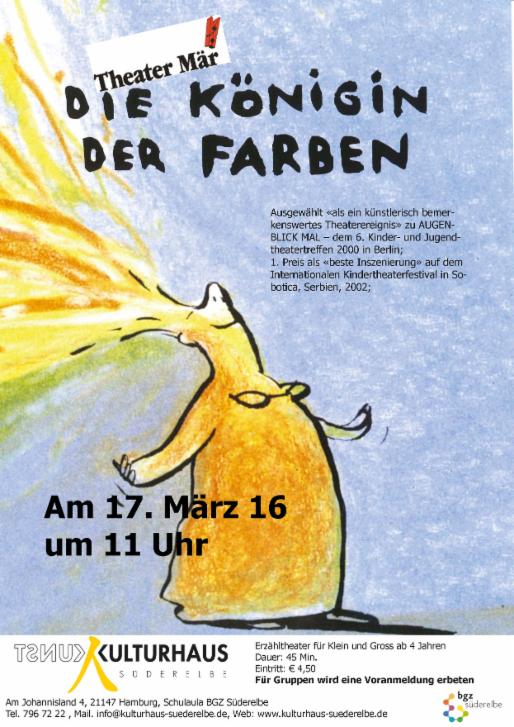 Theater Mär
DIE KÖNIGIN
DER FARBEN
Ausgewählt «als ein künstlerisch bemer-
kenswertes Theaterereignis» zu AUGEN-
BLICK MAL – dem 6. Kinder- und Jugend-
theatertreffen 2000 in Berlin;
1. Preis als «beste Inszenierung» auf dem
Internationalen Kindertheaterfestival in So-
botica, Serbien, 2002;
Am 17. März 16
um 11 Uhr
KUNST KULTURHAUS
SÜDERELBE
Erzähltheater für Klein und Gross ab 4 Jahren
Dauer: 45 Min.
Eintritt: € 4,50
Für Gruppen wird eine Voranmeldung erbeten
Am Johannisland 4, 21147 Hamburg, Schulaula BGZ Süderelbe
Tel. 796 72 22 , Mail. info@kulturhaus-suederelbe.de, Web: www.kulturhaus-suederelbe.de
bgz
süderelbe